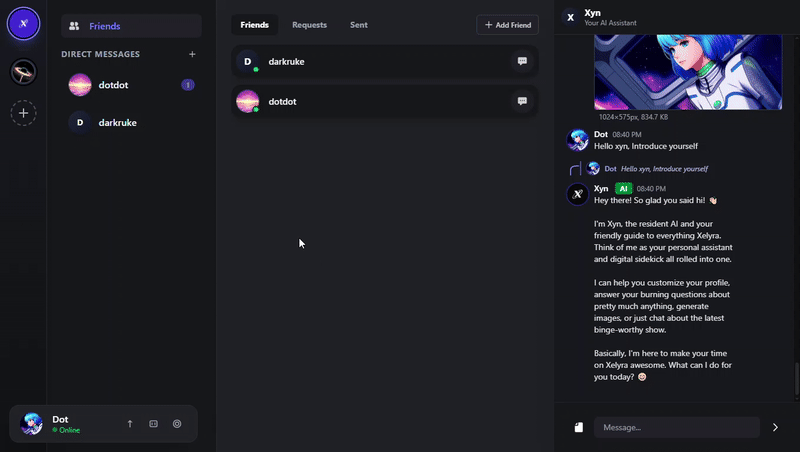 Friends
DIRECT MESSAGES
dotdot
1
darkruke
Dot
Online
Friends
Requests
Sent
Add Friend
D
darkruke
dotdot
D
X
Xyn
Your AI Assistant
1024×575px, 834.7 KB
Dot 08:40 PM
Hello xyn, Introduce yourself
Dot Hello xyn, Introduce yourself
Xyn AI 08:40 PM
Hey there! So glad you said hi! 👋🏻
I'm Xyn, the resident AI and your
friendly guide to everything Xelyra.
Think of me as your personal assistant
and digital sidekick all rolled into one.
I can help you customize your profile,
answer your burning questions about
pretty much anything, generate
images, or just chat about the latest
binge-worthy show.
Basically, I'm here to make your time
on Xelyra awesome. What can I do for
you today? 😀
Message...